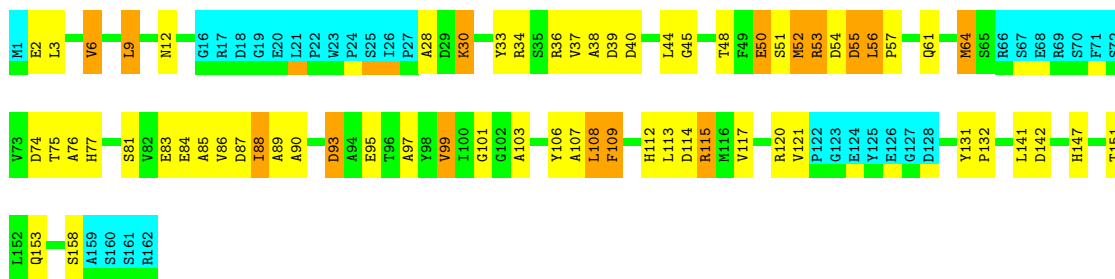 M1 E2 L3 V6 L9 N12 G16 R17 D18 G19 E20 L21 P22 W23 P24 S25 I26 P27 A28 D29 K30 Y33 R34 S35 R36 V37 A38 D39 D40 L44 G45 T48 F49 E50 S51 M52 R53 D54 D55 L56 P57 Q61 M64 S65 R66 S67 E68 R69 S70 F71 S72
V73 D74 T75 A76 H77 S81 V82 E83 E84 A85 V86 D87 I88 A89 A90 D93 A94 E95 T96 A97 Y98 V99 I100 G101 G102 A103 Y106 A107 L108 F109 H112 L113 D114 R115 M116 V117 R120 V121 P122 G123 E124 Y125 E126 G127 D128 Y131 P132 L141 D142 H147 T151
L152 Q153 S158 A159 S160 S161 R162